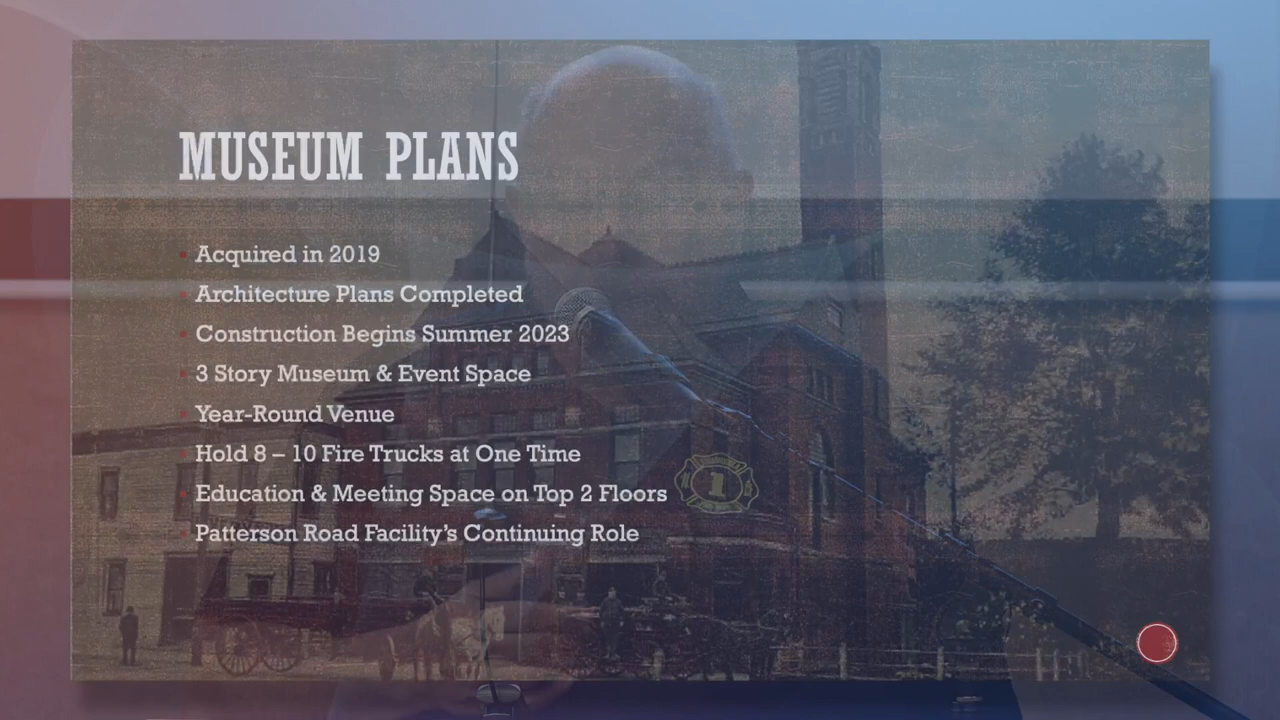 MUSEUM PLANS
Acquired in 2019
Architecture Plans Completed
Construction Begins Summer 2023
3 Story Museum & Event Space
Year-Round Venue
Hold 8 – 10 Fire Trucks at One Time
Education & Meeting Space on Top 2 Floors
Patterson Road Facility's Continuing Role
1